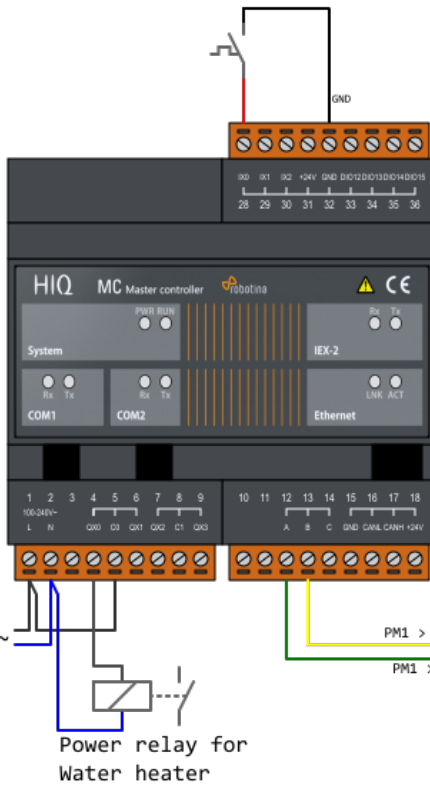 GND
IX0 IX1 IX2 +24V GND DIO12 DIO13 DIO14 DIO15
28 29 30 31 32 33 34 35 36
HIQ MC Master controller robotina CE
PWR RUN Rx Tx
System IEX-2
Rx Tx Rx Tx LNK ACT
COM1 COM2 Ethernet
1 2 3 4 5 6 7 8 9 10 11 12 13 14 15 16 17 18
100-240V~
L N QX0 C0 QX1 QX2 C1 QX3 A B C GND CANL CANH +24V
~ PM1 >
PM1 >
Power relay for
Water heater